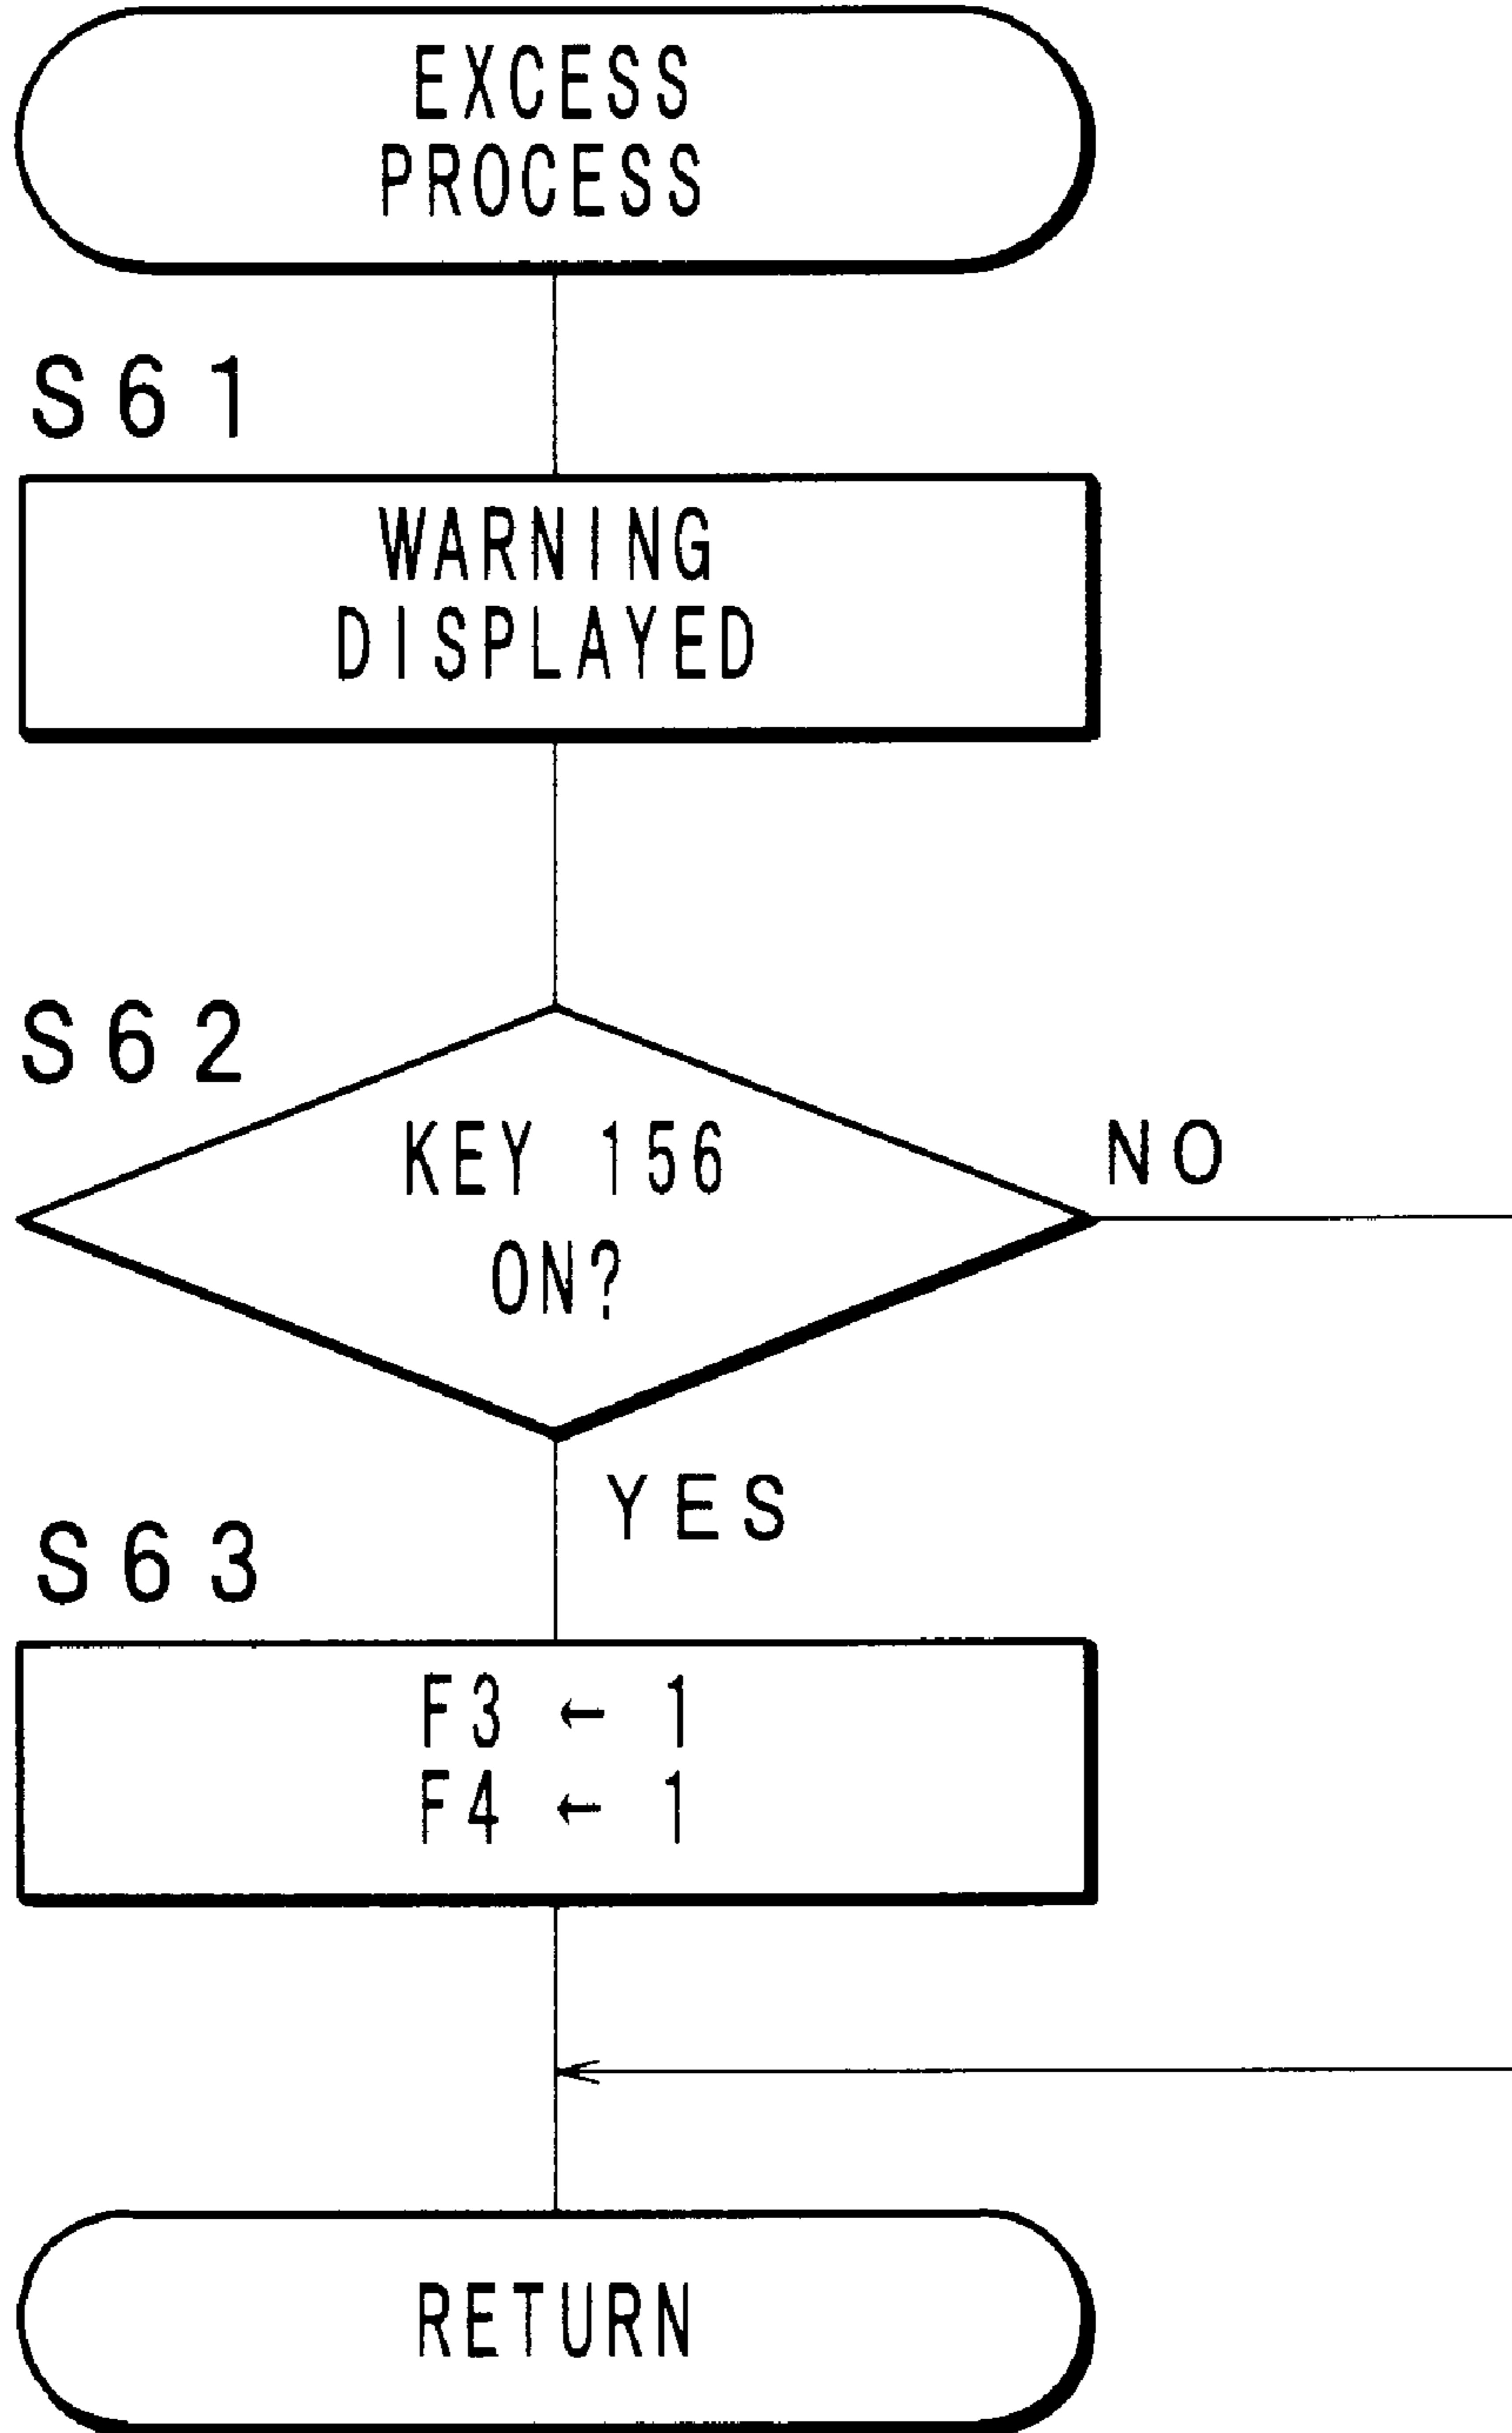 EXCESS
PROCESS
S61
WARNING
DISPLAYED
S62
KEY 156
ON?
NO
YES
S63
F3 ← 1
F4 ← 1
RETURN